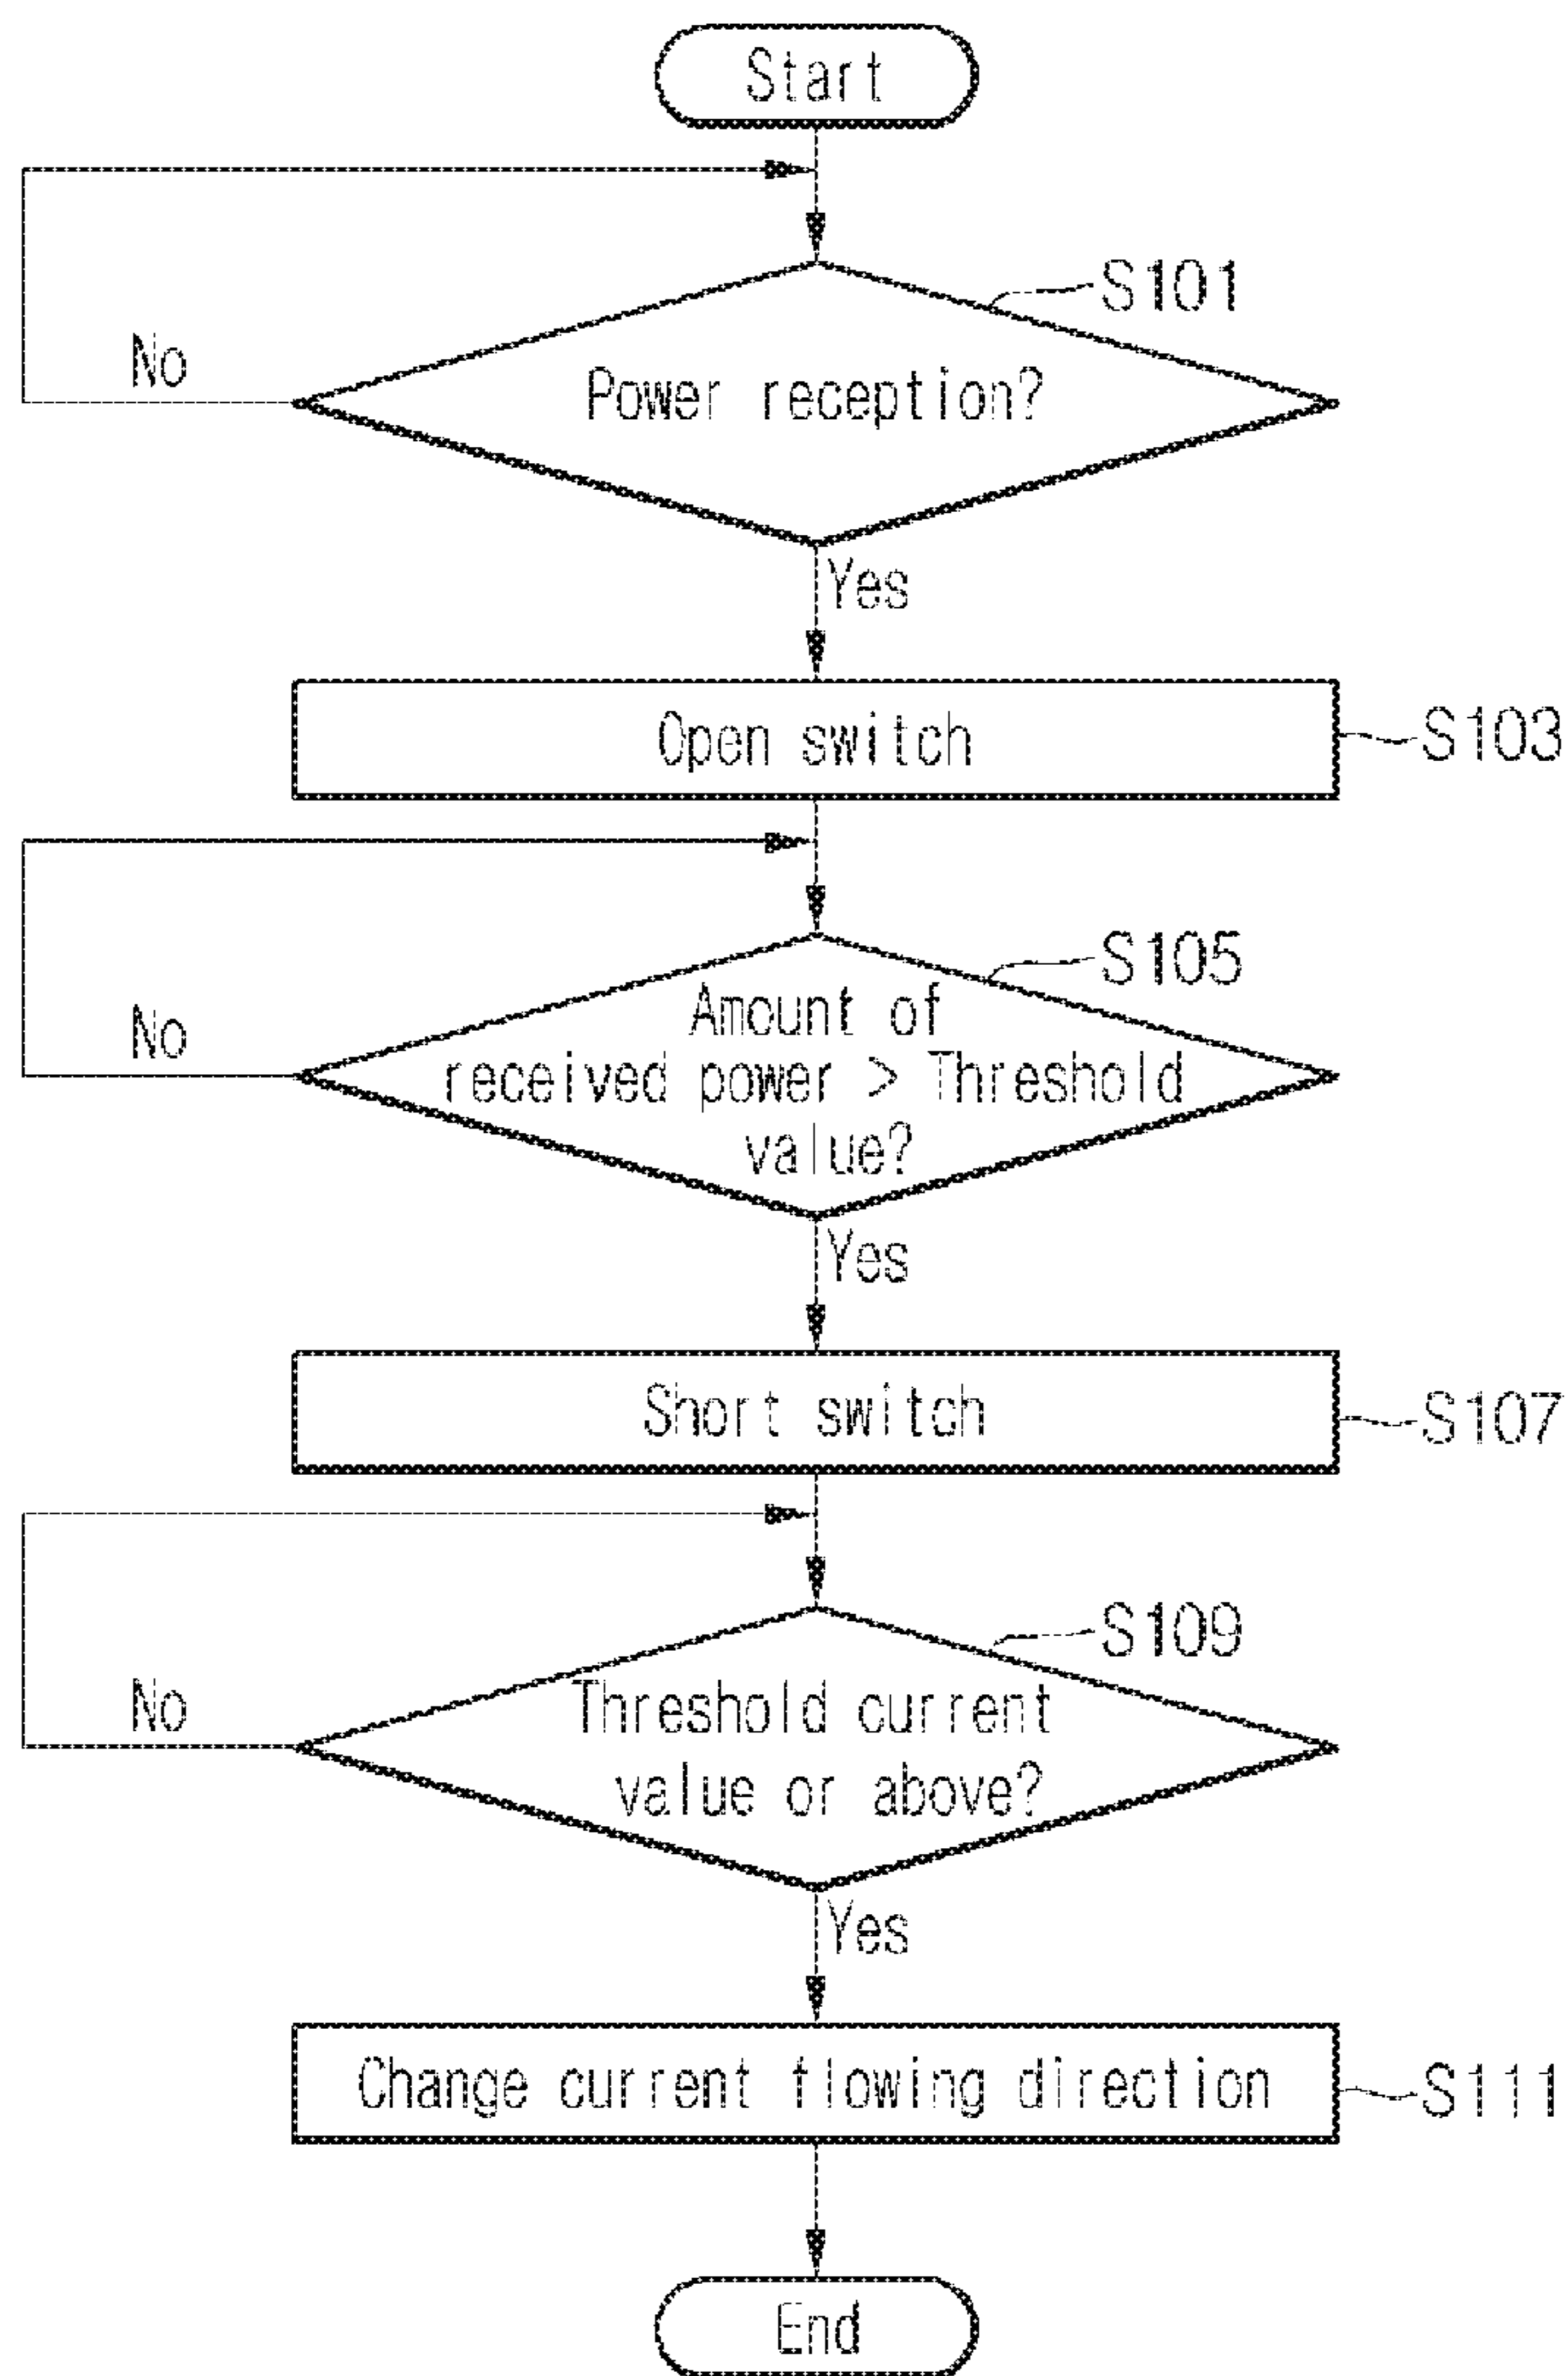 Start
S101
No
Power reception?
Yes
Open switch
S103
S105
Amount of
No
received power > Threshold
value?
Yes
Short switch
S107
S109
No
Threshold current
value or above?
Yes
Change current flowing direction
S111
End